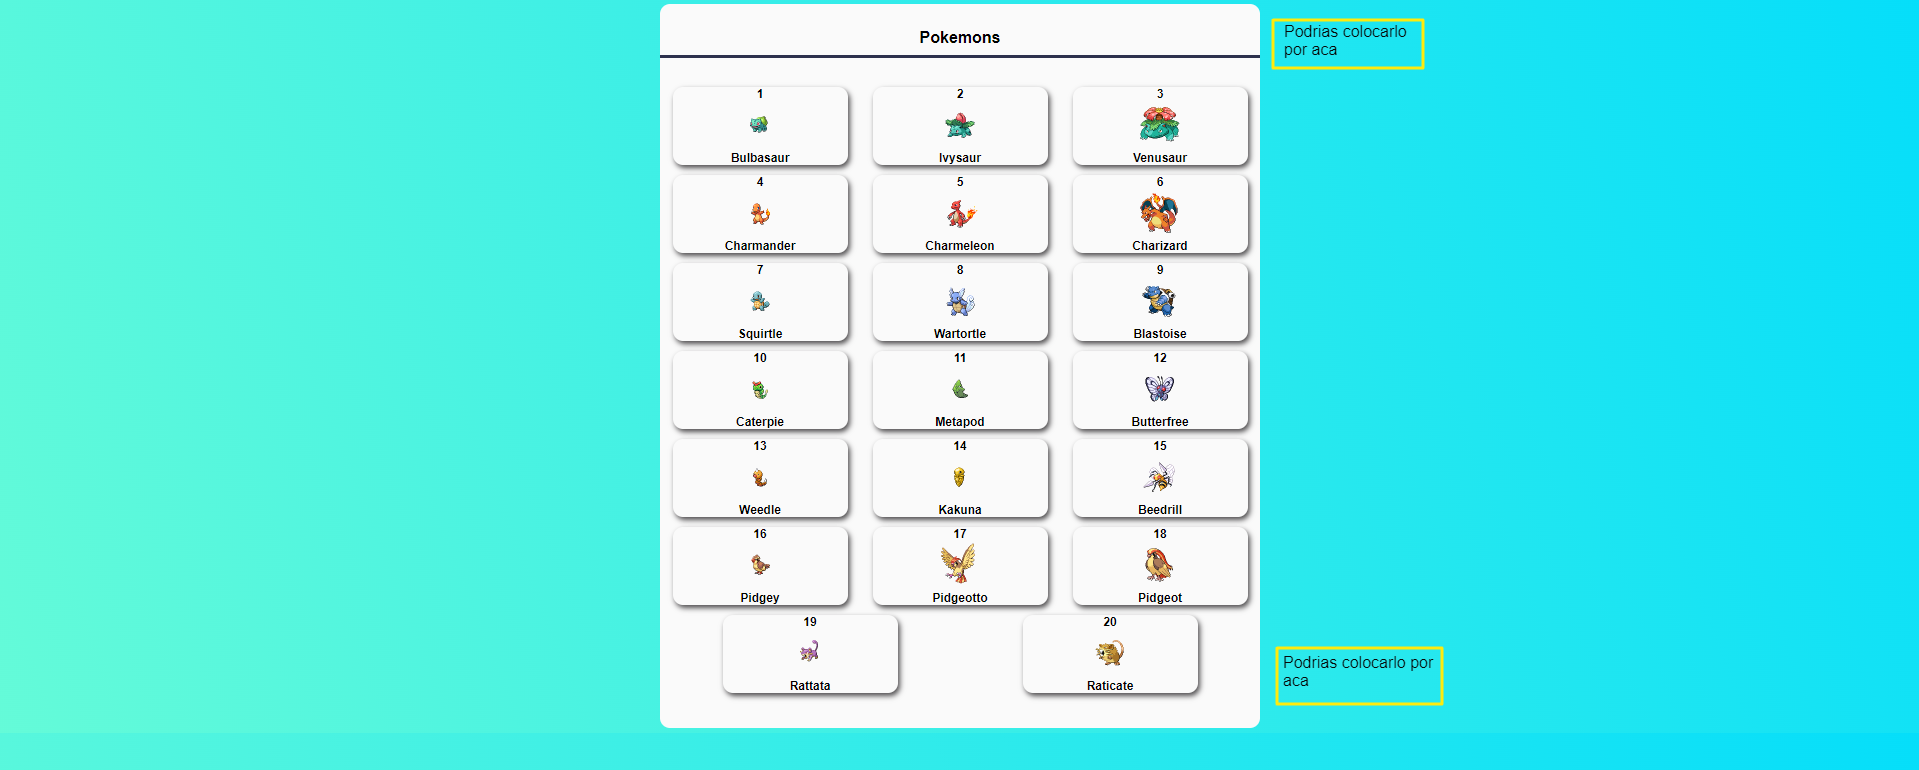 Pokemons
Podrias colocarlo
por aca
1
2
3
Bulbasaur
Ivysaur
Venusaur
4
5
6
Charmander
Charmeleon
Charizard
7
8
9
Squirtle
Wartortle
Blastoise
10
11
12
Caterpie
Metapod
Butterfree
13
14
15
Weedle
Kakuna
Beedrill
16
17
18
Pidgey
Pidgeotto
Pidgeot
19
20
Rattata
Raticate
Podrias colocarlo por
aca